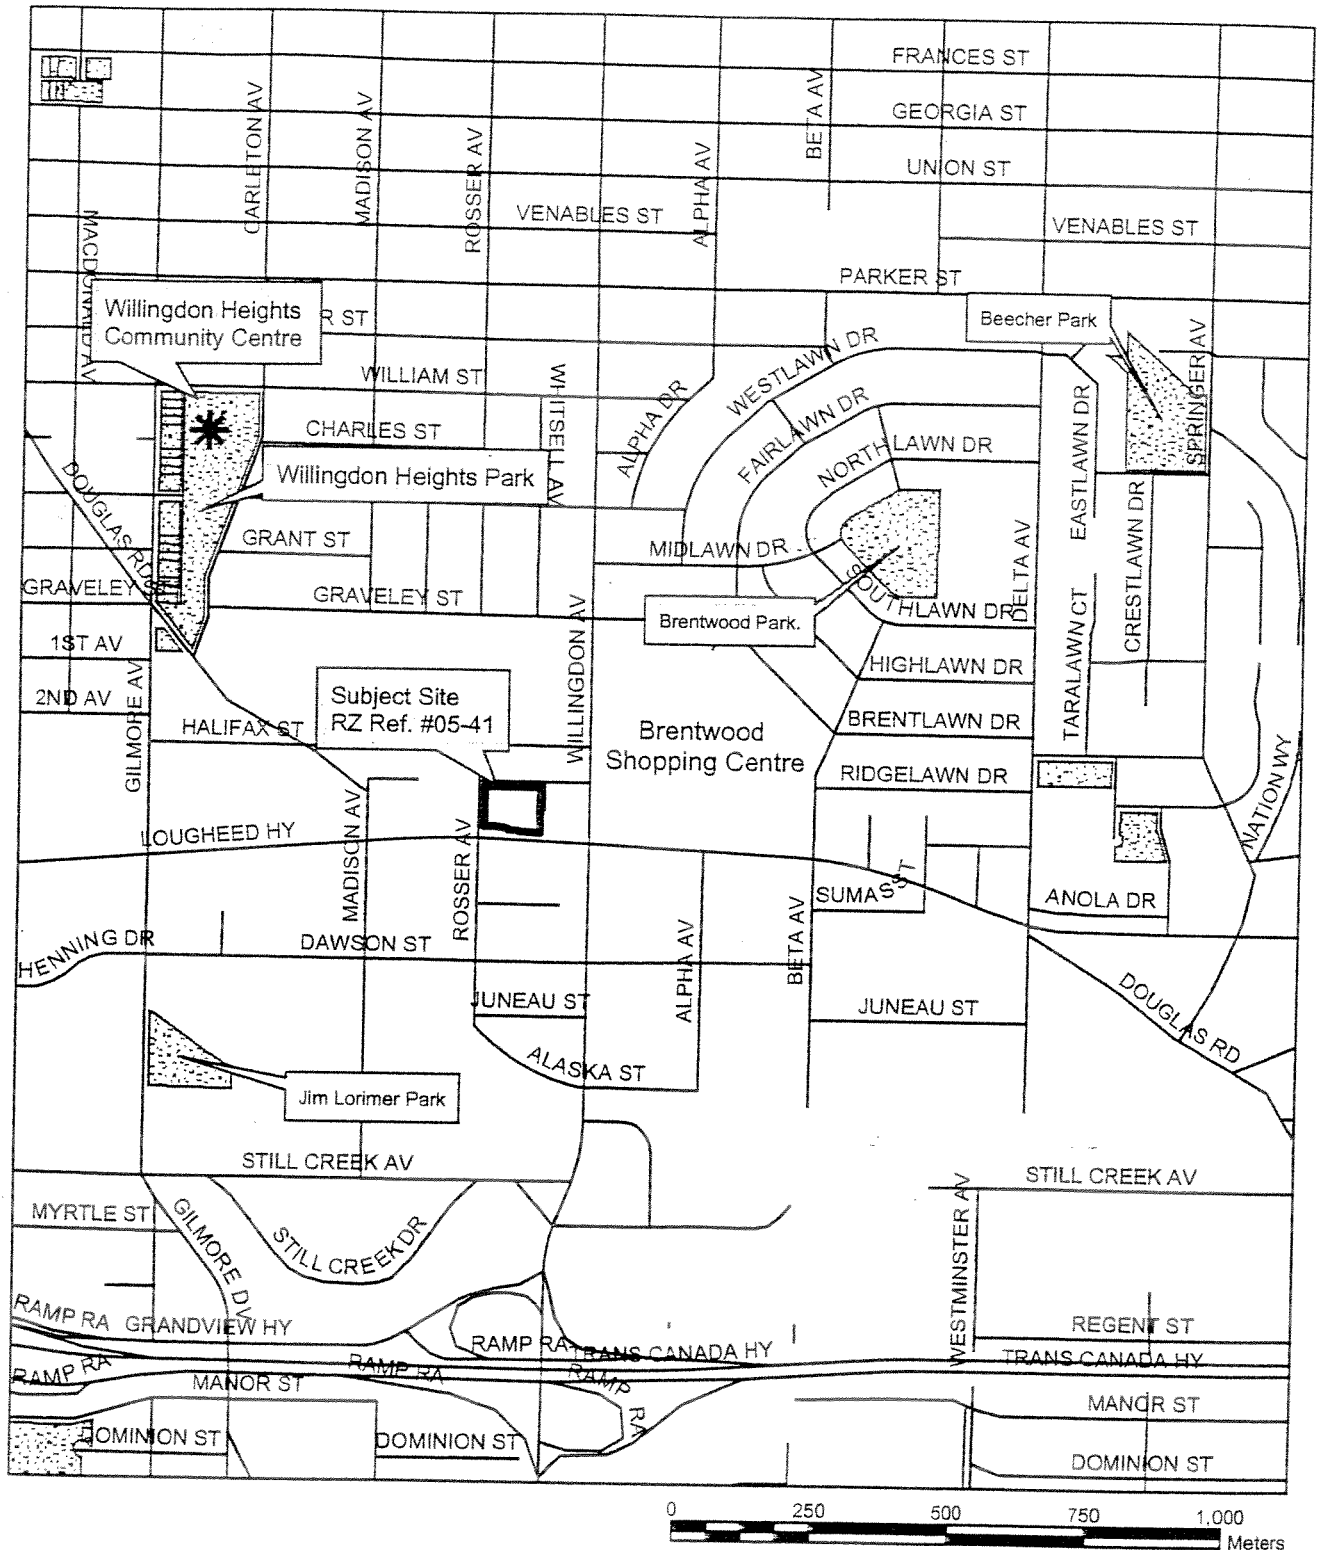 FRANCES ST
GEORGIA ST
UNION ST
VENABLES ST
VENABLES ST
PARKER ST
CARLETON AV
MADISON AV
ROSSER AV
ALPHA AV
BETA AV
MACDONALD AV
Willingdon Heights
Community Centre
R ST
Beecher Park
SPRINGER AV
WILLIAM ST
WHITSELL AV
ALPHA DR
WESTLAWN DR
FAIRLAWN DR
NORTH LAWN DR
EASTLAWN DR
CHARLES ST
Willingdon Heights Park
DOUGLAS RD
GRANT ST
MIDLAWN DR
DELTA AV
CRESTLAWN DR
GRAVELEY ST
GRAVELEY ST
SOUTHLAWN DR
Brentwood Park.
1ST AV
2ND AV
GILMORE AV
HIGHLAWN DR
TARALAWN CT
Subject Site
RZ Ref. #05-41
WILLINGDON AV
HALIFAX ST
Brentwood
Shopping Centre
BRENTLAWN DR
RIDGELAWN DR
NATION WY
LOUGHEED HY
MADISON AV
ROSSER AV
SUMAS ST
ANOLA DR
HENNING DR
DAWSON ST
ALPHA AV
BETA AV
JUNEAU ST
JUNEAU ST
DOUGLAS RD
ALASKA ST
Jim Lorimer Park
STILL CREEK AV
STILL CREEK AV
MYRTLE ST
GILMORE DV
STILL CREEK DR
WESTMINSTER AV
RAMP RA
GRANDVIEW HY
RAMP RA
TRANS CANADA HY
REGENT ST
TRANS CANADA HY
RAMP RA
RAMP RA
RAMP RA
MANOR ST
MANOR ST
DOMINION ST
DOMINION ST
DOMINION ST
0 250 500 750 1,000
Meters